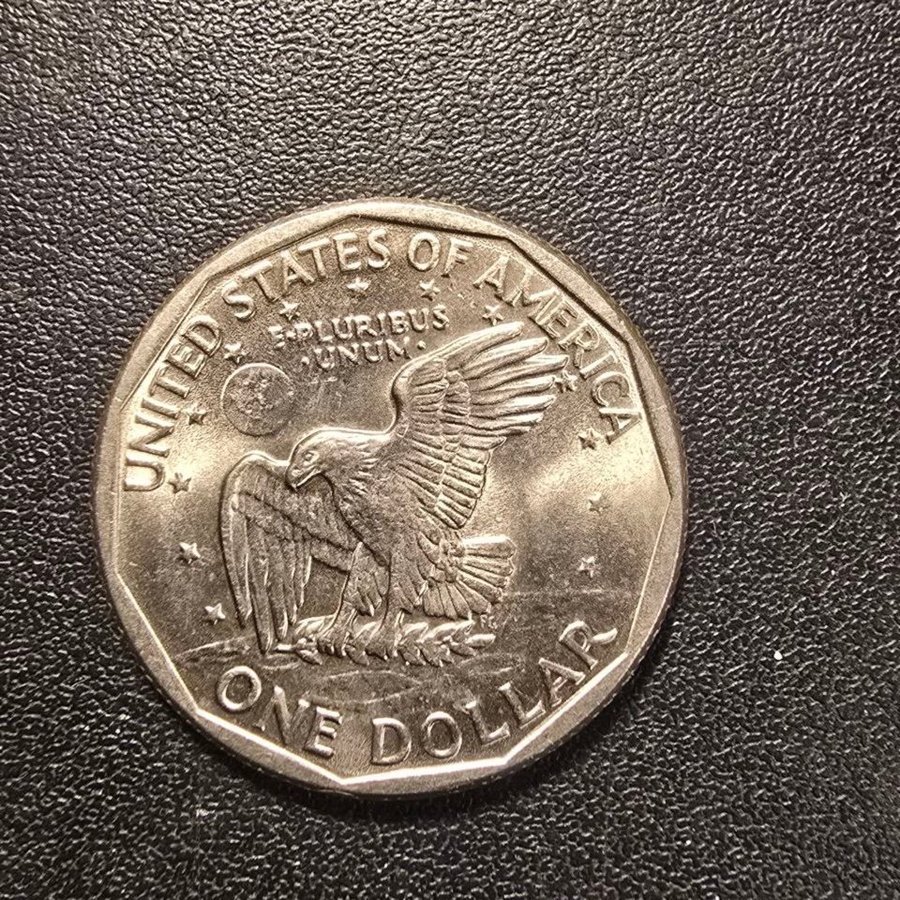 UNITED STATES OF AMERICA
E·PLURIBUS
·UNUM·
ONE DOLLAR